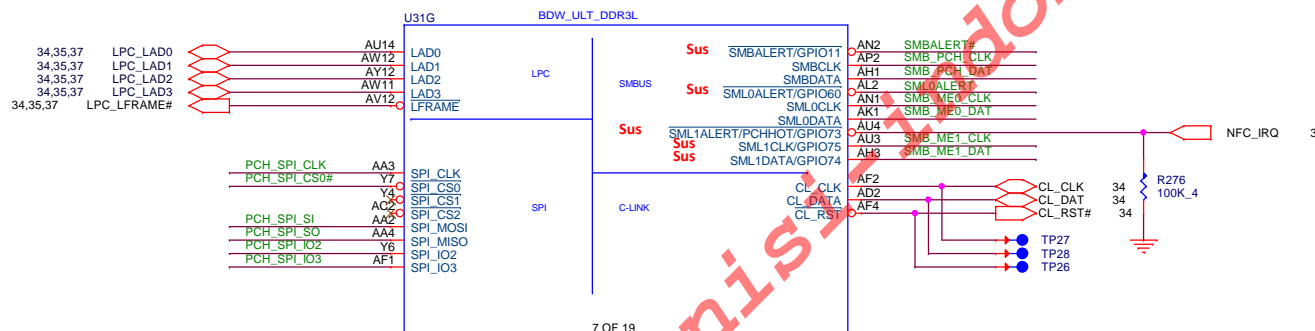 U31G
BDW_ULT_DDR3L
34,35,37 LPC_LAD0 AU14 LAD0
34,35,37 LPC_LAD1 AW12 LAD1
34,35,37 LPC_LAD2 AY12 LAD2
34,35,37 LPC_LAD3 AW11 LAD3
34,35,37 LPC_LFRAME# AV12 LFRAME
LPC
SMBUS
Sus SMBALERT/GPIO11 AN2 SMBALERT#
SMBCLK AP2 SMB_PCH_CLK
SMBDATA AH1 SMB_PCH_DAT
Sus SML0ALERT/GPIO60 AL2 SML0ALERT
SML0CLK AN1 SMB_ME0_CLK
SML0DATA AK1 SMB_ME0_DAT
Sus SML1ALERT/PCHHOT/GPIO73 AU4 NFC_IRQ 3
Sus SML1CLK/GPIO75 AU3 SMB_ME1_CLK
Sus SML1DATA/GPIO74 AH3 SMB_ME1_DAT
R276
100K_4
PCH_SPI_CLK AA3 SPI_CLK
PCH_SPI_CS0# Y7 SPI_CS0
Y4 SPI_CS1
AC2 SPI_CS2
PCH_SPI_SI AA2 SPI_MOSI
PCH_SPI_SO AA4 SPI_MISO
PCH_SPI_IO2 Y6 SPI_IO2
PCH_SPI_IO3 AF1 SPI_IO3
SPI
C-LINK
CL_CLK AF2 CL_CLK 34
CL_DATA AD2 CL_DAT 34
CL_RST AF4 CL_RST# 34
TP27
TP28
TP26
7 OF 19
nisi_indo